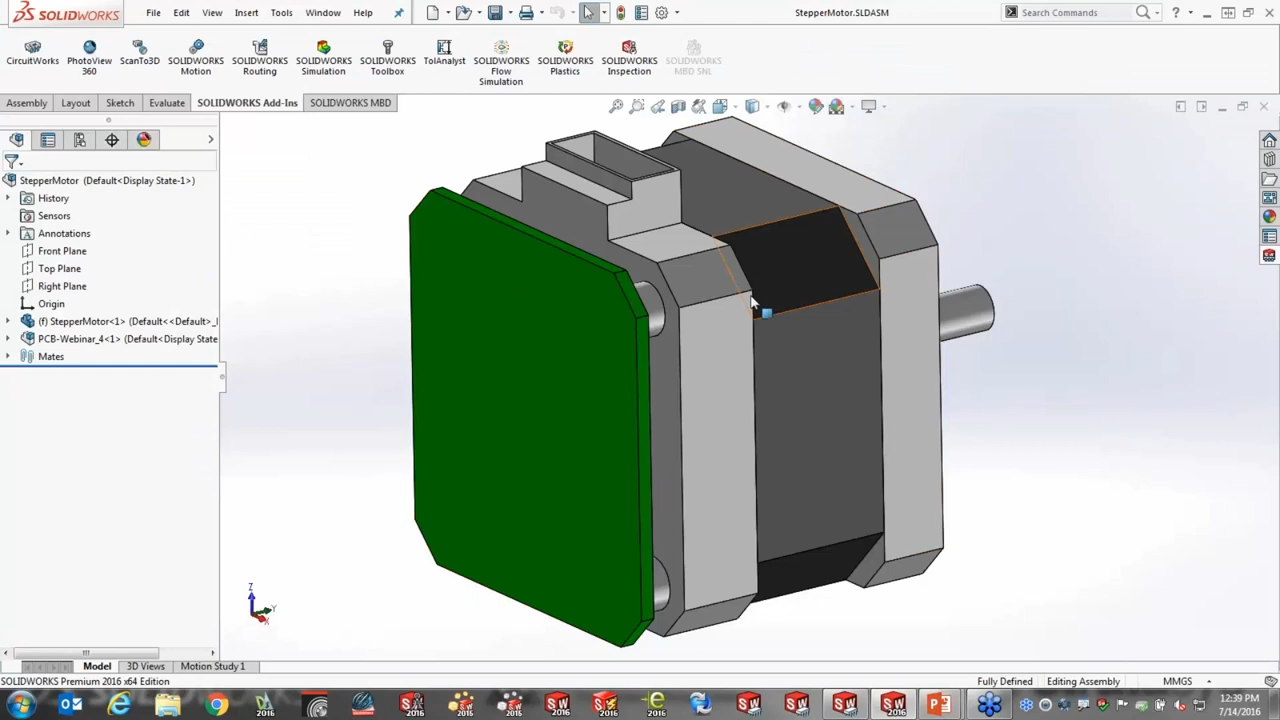 SOLIDWORKS File Edit View Insert Tools Window Help StepperMotor.SLDASM Search Commands
CircuitWorks
PhotoView 360
ScanTo3D
SOLIDWORKS Motion
SOLIDWORKS Routing
SOLIDWORKS Simulation
SOLIDWORKS Toolbox
TolAnalyst
SOLIDWORKS Flow Simulation
SOLIDWORKS Plastics
SOLIDWORKS Inspection
SOLIDWORKS MBD SNL
Assembly Layout Sketch Evaluate SOLIDWORKS Add-Ins SOLIDWORKS MBD
StepperMotor (Default<Display State-1>)
History
Sensors
Annotations
Front Plane
Top Plane
Right Plane
Origin
(f) StepperMotor<1> (Default<<Default>_
PCB-Webinar_4<1> (Default<Display State
Mates
Z
Y
X
Model 3D Views Motion Study 1
SOLIDWORKS Premium 2016 x64 Edition Fully Defined Editing Assembly MMGS
12:39 PM
7/14/2016